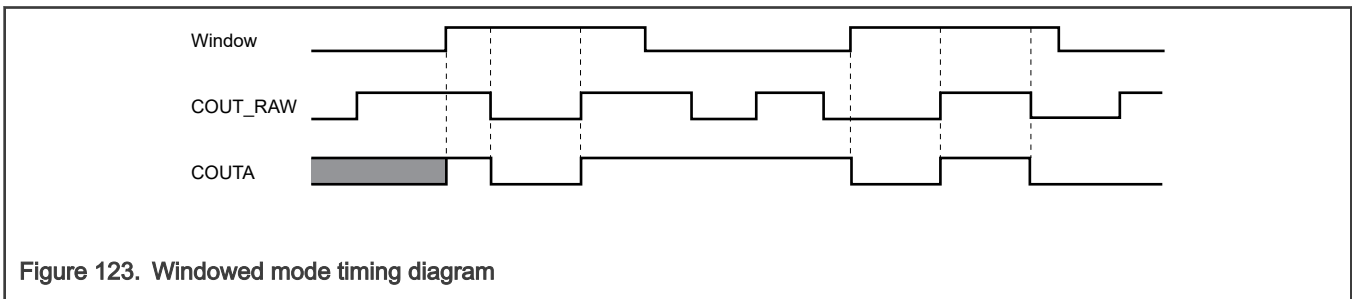 Window
COUT_RAW
COUTA
Figure 123. Windowed mode timing diagram